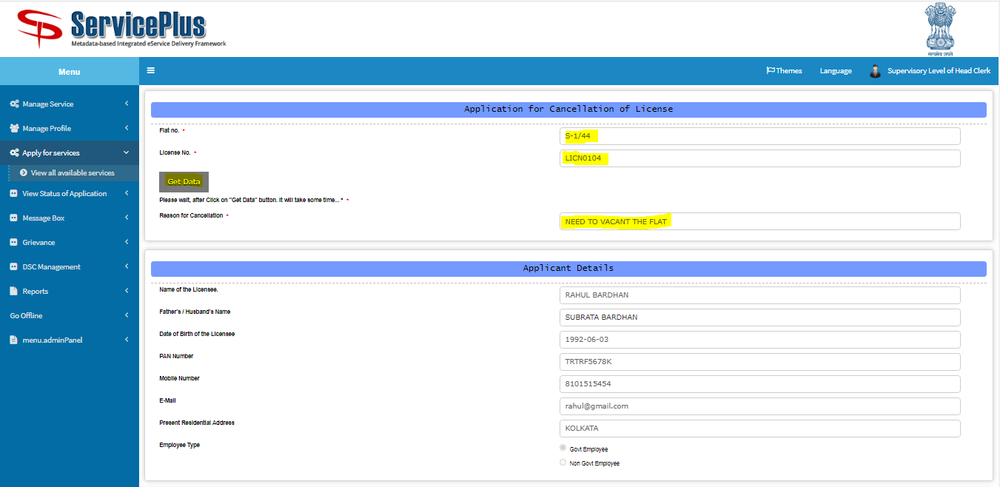 ServicePlus
Metadata-based Integrated eService Delivery Framework
सत्यमेव जयते
Menu
Themes
Language
Supervisory Level of Head Clerk
Manage Service
Manage Profile
Apply for services
View all available services
View Status of Application
Message Box
Grievance
DSC Management
Reports
Go Offline
menu.adminPanel
Application for Cancellation of License
Flat no. *
S-1/44
License No. *
LICN0104
Get Data
Please wait, after Click on "Get Data" button. It will take some time... * *
Reason for Cancellation *
NEED TO VACANT THE FLAT
Applicant Details
Name of the Licensee.
RAHUL BARDHAN
Father's / Husband's Name
SUBRATA BARDHAN
Date of Birth of the Licensee
1992-06-03
PAN Number
TRTRF5678K
Mobile Number
8101515454
E-Mail
rahul@gmail.com
Present Residential Address
KOLKATA
Employee Type
Govt Employee
Non Govt Employee